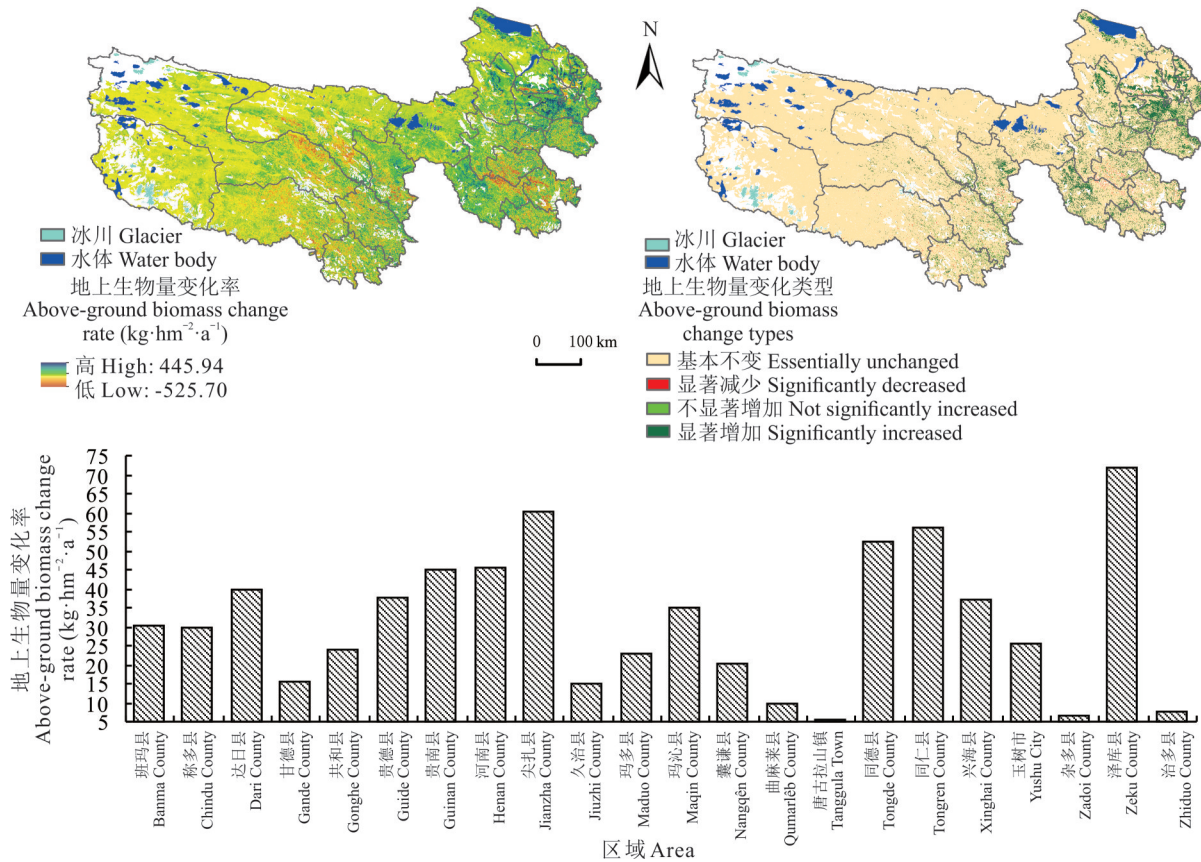 N
冰川 Glacier
水体 Water body
地上生物量变化率
Above-ground biomass change
rate (kg·hm⁻²·a⁻¹)
高 High: 445.94
低 Low: -525.70
0 100 km
冰川 Glacier
水体 Water body
地上生物量变化类型
Above-ground biomass
change types
基本不变 Essentially unchanged
显著减少 Significantly decreased
不显著增加 Not significantly increased
显著增加 Significantly increased
地上生物量变化率
Above-ground biomass change
rate (kg·hm⁻²·a⁻¹)
75
70
65
60
55
50
45
40
35
30
25
20
15
10
5
班玛县
Banma County
称多县
Chindu County
达日县
Dari County
甘德县
Gande County
共和县
Gonghe County
贵德县
Guide County
贵南县
Guinan County
河南县
Henan County
尖扎县
Jianzha County
久治县
Jiuzhi County
玛多县
Maduo County
玛沁县
Maqin County
囊谦县
Nangqên County
曲麻莱县
Qumarlêb County
唐古拉山镇
Tanggula Town
同德县
Tongde County
同仁县
Tongren County
兴海县
Xinghai County
玉树市
Yushu City
杂多县
Zadoi County
泽库县
Zeku County
治多县
Zhiduo County
区域 Area